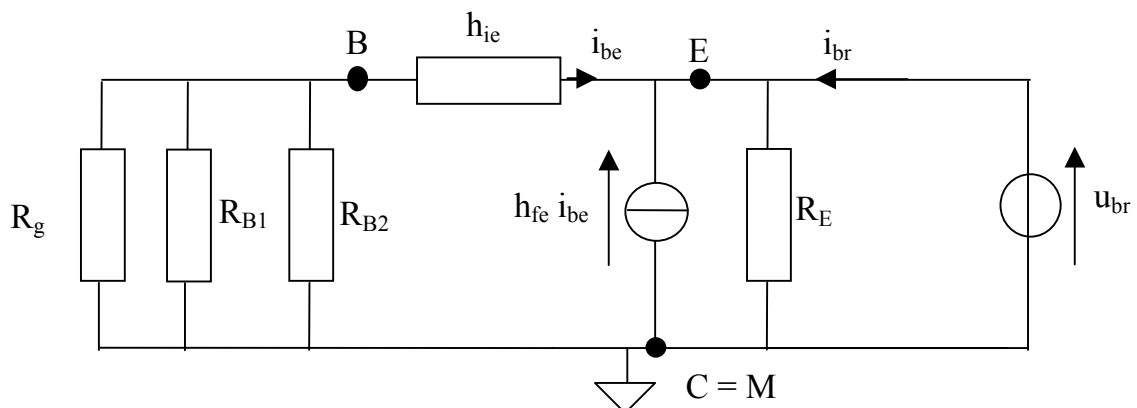 h_ie
B
i_be
E
i_br
R_g
R_B1
R_B2
h_fe i_be
R_E
u_br
C = M